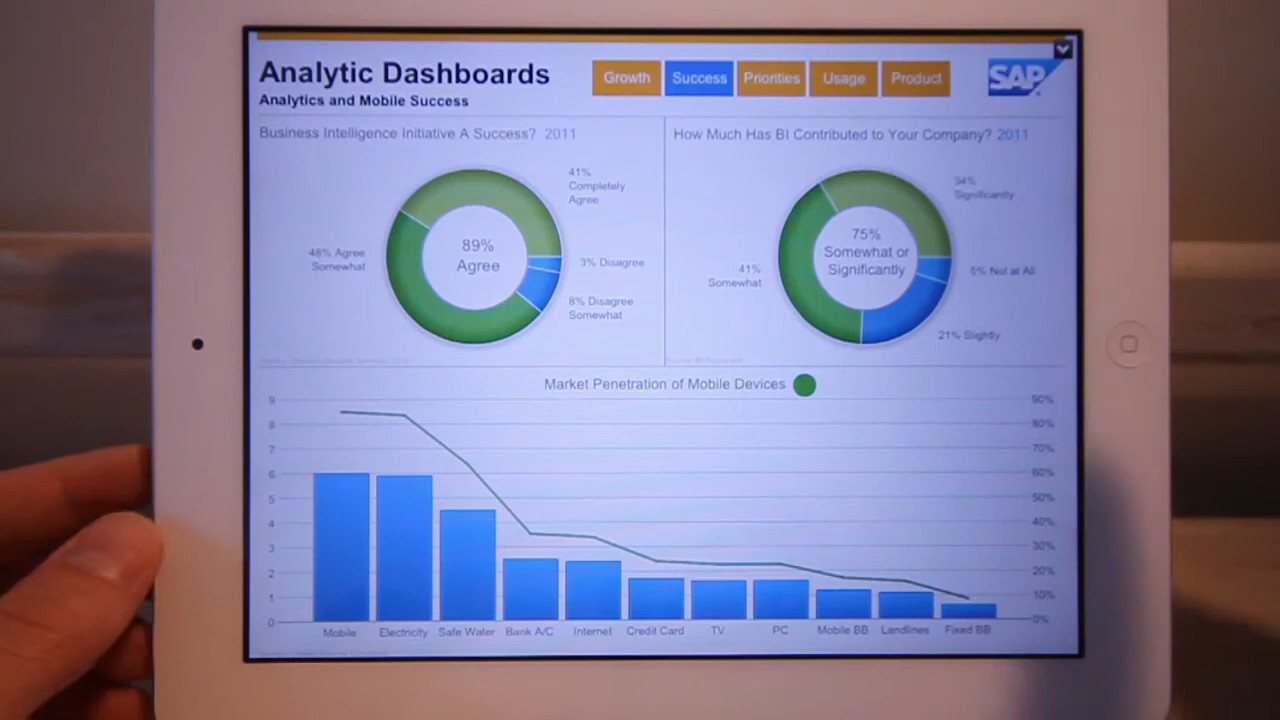 Analytic Dashboards
Analytics and Mobile Success
Growth
Success
Priorities
Usage
Product
SAP
Business Intelligence Initiative A Success? 2011
41%
Completely
Agree
48% Agree
Somewhat
89%
Agree
3% Disagree
8% Disagree
Somewhat
How Much Has BI Contributed to Your Company? 2011
34%
Significantly
75%
Somewhat or
Significantly
41%
Somewhat
Not at All
21% Slightly
Market Penetration of Mobile Devices
9
8
7
6
5
4
3
2
1
0
90%
80%
70%
60%
50%
40%
30%
20%
10%
0%
Mobile
Electricity
Safe Water
Bank A/C
Internet
Credit Card
TV
PC
Mobile BB
Landlines
Fixed BB